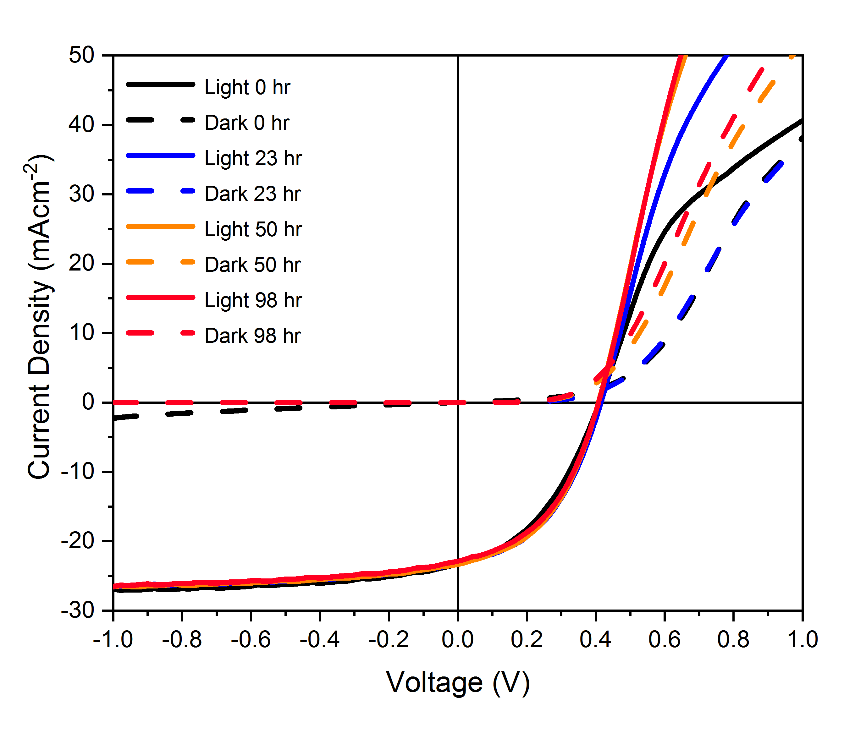 50
40
30
20
10
0
-10
-20
-30
Current Density (mAcm⁻²)
Light 0 hr
Dark 0 hr
Light 23 hr
Dark 23 hr
Light 50 hr
Dark 50 hr
Light 98 hr
Dark 98 hr
-1.0 -0.8 -0.6 -0.4 -0.2 0.0 0.2 0.4 0.6 0.8 1.0
Voltage (V)